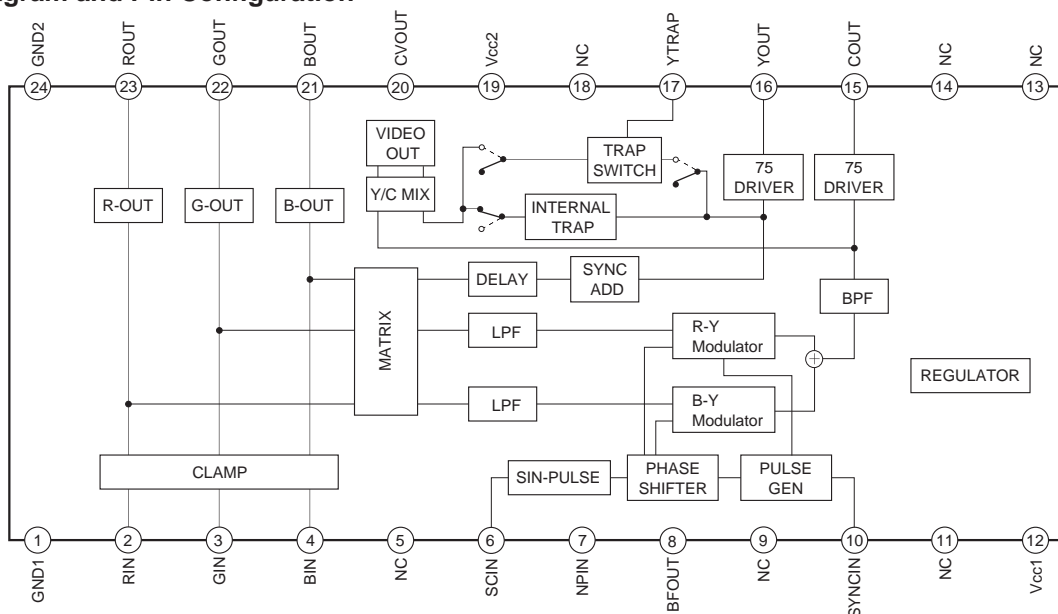 gram and Pin Configuration
GND2 ROUT GOUT BOUT CVOUT Vcc2 NC YTRAP YOUT COUT NC NC
24 23 22 21 20 19 18 17 16 15 14 13
VIDEO
OUT
TRAP
SWITCH
75
DRIVER
75
DRIVER
R-OUT
G-OUT
B-OUT
Y/C MIX
INTERNAL
TRAP
DELAY
SYNC
ADD
BPF
MATRIX
LPF
R-Y
Modulator
REGULATOR
LPF
B-Y
Modulator
CLAMP
SIN-PULSE
PHASE
SHIFTER
PULSE
GEN
1 2 3 4 5 6 7 8 9 10 11 12
GND1 RIN GIN BIN NC SCIN NPIN BFOUT NC SYNCIN NC Vcc1